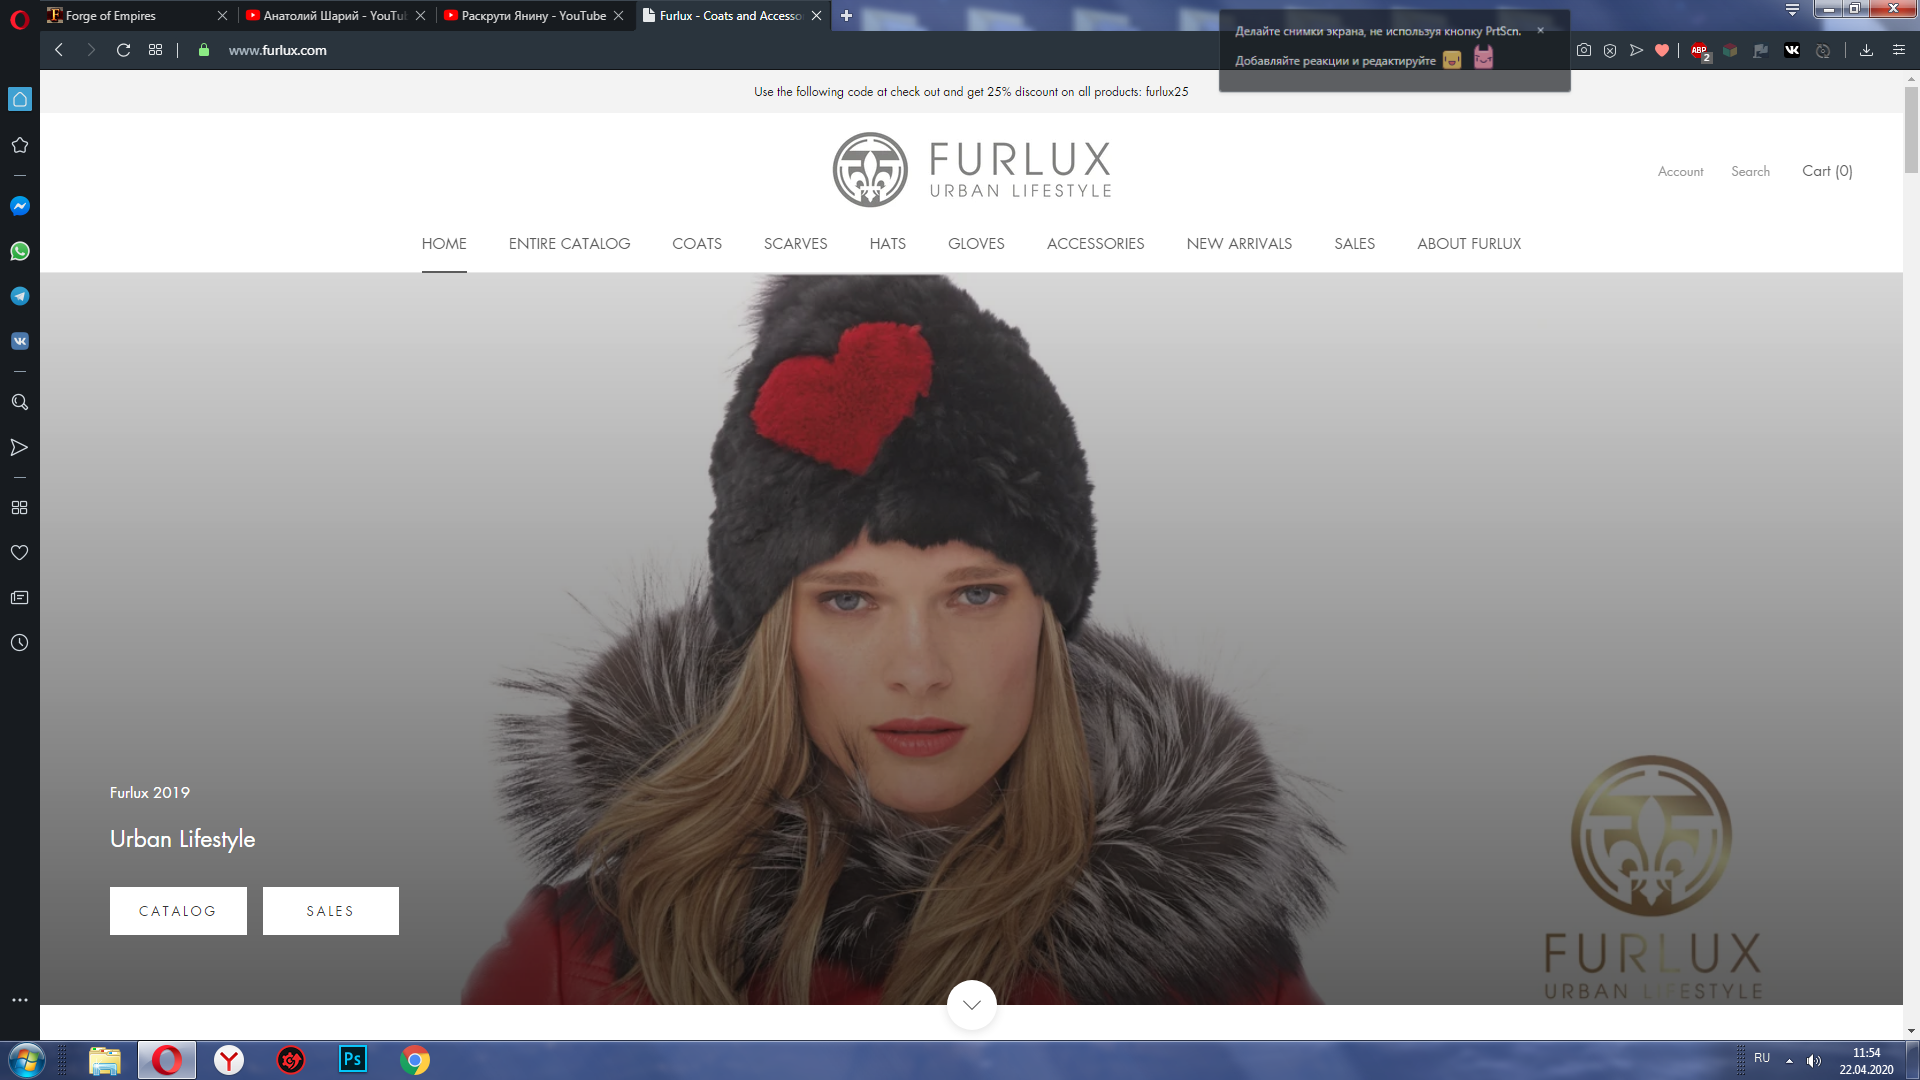 Forge of Empires
Анатолий Шарий - YouTu
Раскрути Янину - YouTube
Furlux - Coats and Accesso
www.furlux.com
Делайте снимки экрана, не используя кнопку PrtScn.
Добавляйте реакции и редактируйте
ABP
2
Use the following code at check out and get 25% discount on all products: furlux25
FURLUX
URBAN LIFESTYLE
Account
Search
Cart (0)
HOME
ENTIRE CATALOG
COATS
SCARVES
HATS
GLOVES
ACCESSORIES
NEW ARRIVALS
SALES
ABOUT FURLUX
Furlux 2019
Urban Lifestyle
CATALOG
SALES
FURLUX
URBAN LIFESTYLE
Ps
RU
11:54
22.04.2020